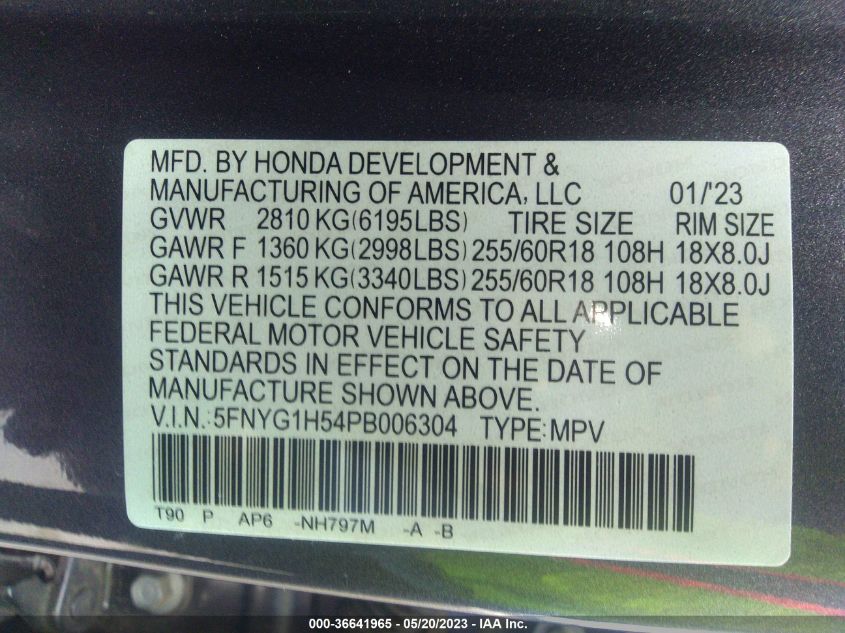 MFD. BY HONDA DEVELOPMENT &
MANUFACTURING OF AMERICA, LLC 01/'23
GVWR 2810 KG(6195LBS) TIRE SIZE RIM SIZE
GAWR F 1360 KG(2998LBS) 255/60R18 108H 18X8.0J
GAWR R 1515 KG(3340LBS) 255/60R18 108H 18X8.0J
THIS VEHICLE CONFORMS TO ALL APPLICABLE
FEDERAL MOTOR VEHICLE SAFETY
STANDARDS IN EFFECT ON THE DATE OF
MANUFACTURE SHOWN ABOVE.
V.I.N.:5FNYG1H54PB006304 TYPE:MPV
T90 P AP6 -NH797M -A -B
000-36641965 - 05/20/2023 - IAA Inc.